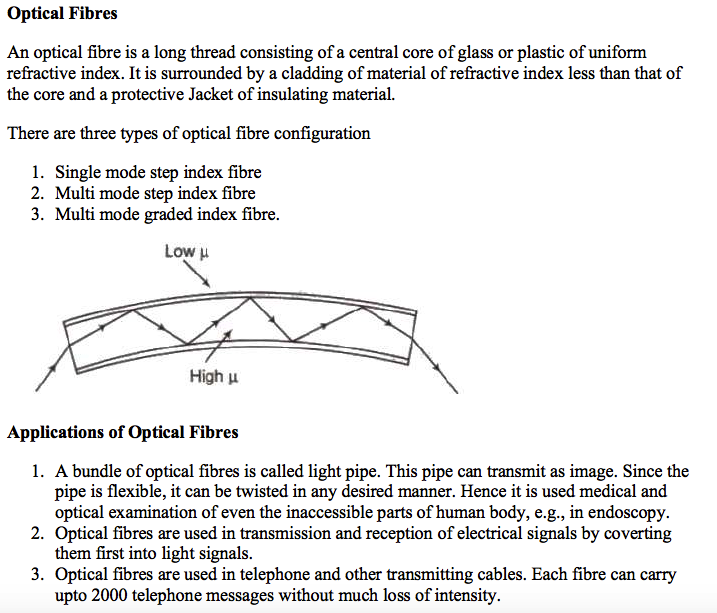 Optical Fibres
An optical fibre is a long thread consisting of a central core of glass or plastic of uniform
refractive index. It is surrounded by a cladding of material of refractive index less than that of
the core and a protective Jacket of insulating material.
There are three types of optical fibre configuration
1. Single mode step index fibre
2. Multi mode step index fibre
3. Multi mode graded index fibre.
Low μ
High μ
Applications of Optical Fibres
1. A bundle of optical fibres is called light pipe. This pipe can transmit as image. Since the
pipe is flexible, it can be twisted in any desired manner. Hence it is used medical and
optical examination of even the inaccessible parts of human body, e.g., in endoscopy.
2. Optical fibres are used in transmission and reception of electrical signals by coverting
them first into light signals.
3. Optical fibres are used in telephone and other transmitting cables. Each fibre can carry
upto 2000 telephone messages without much loss of intensity.